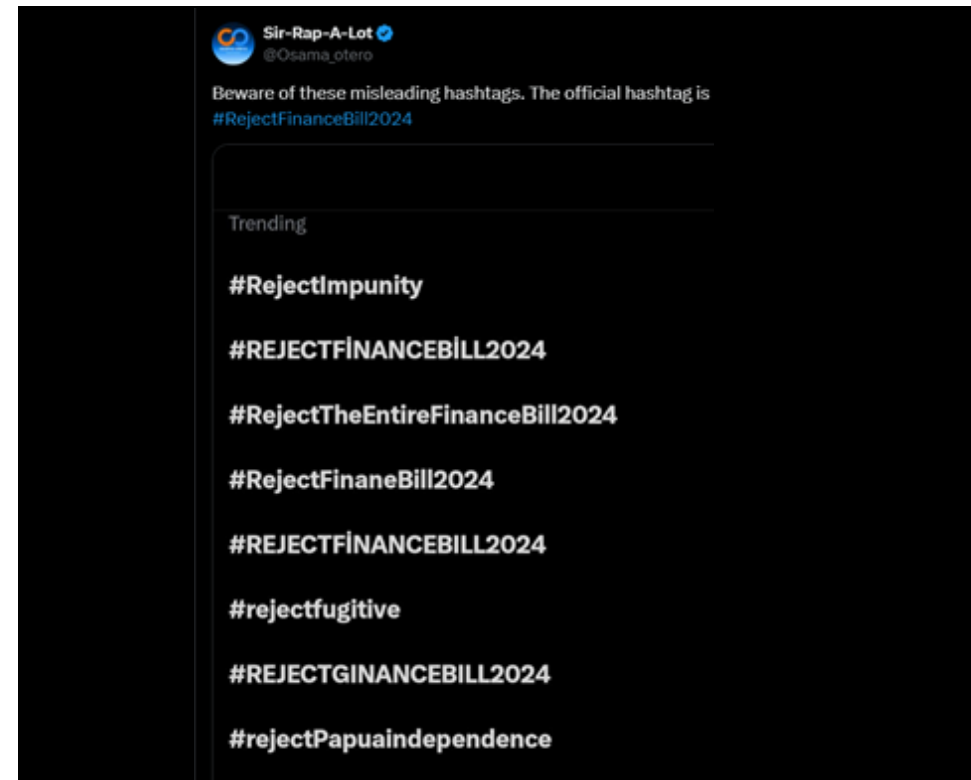 Sir-Rap-A-Lot
@Osama_otero
Beware of these misleading hashtags. The official hashtag is
#RejectFinanceBill2024
Trending
#RejectImpunity
#REJECTFİNANCEBİLL2024
#RejectTheEntireFinanceBill2024
#RejectFinaneBill2024
#REJECTFİNANCEBILL2024
#rejectfugitive
#REJECTGINANCEBILL2024
#rejectPapuaindependence